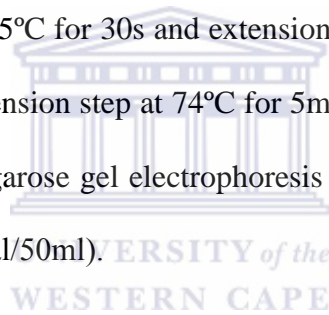 5ºC for 30s and extension
ension step at 74ºC for 5m
garose gel electrophoresis
l/50ml).
UNIVERSITY of the
WESTERN CAPE